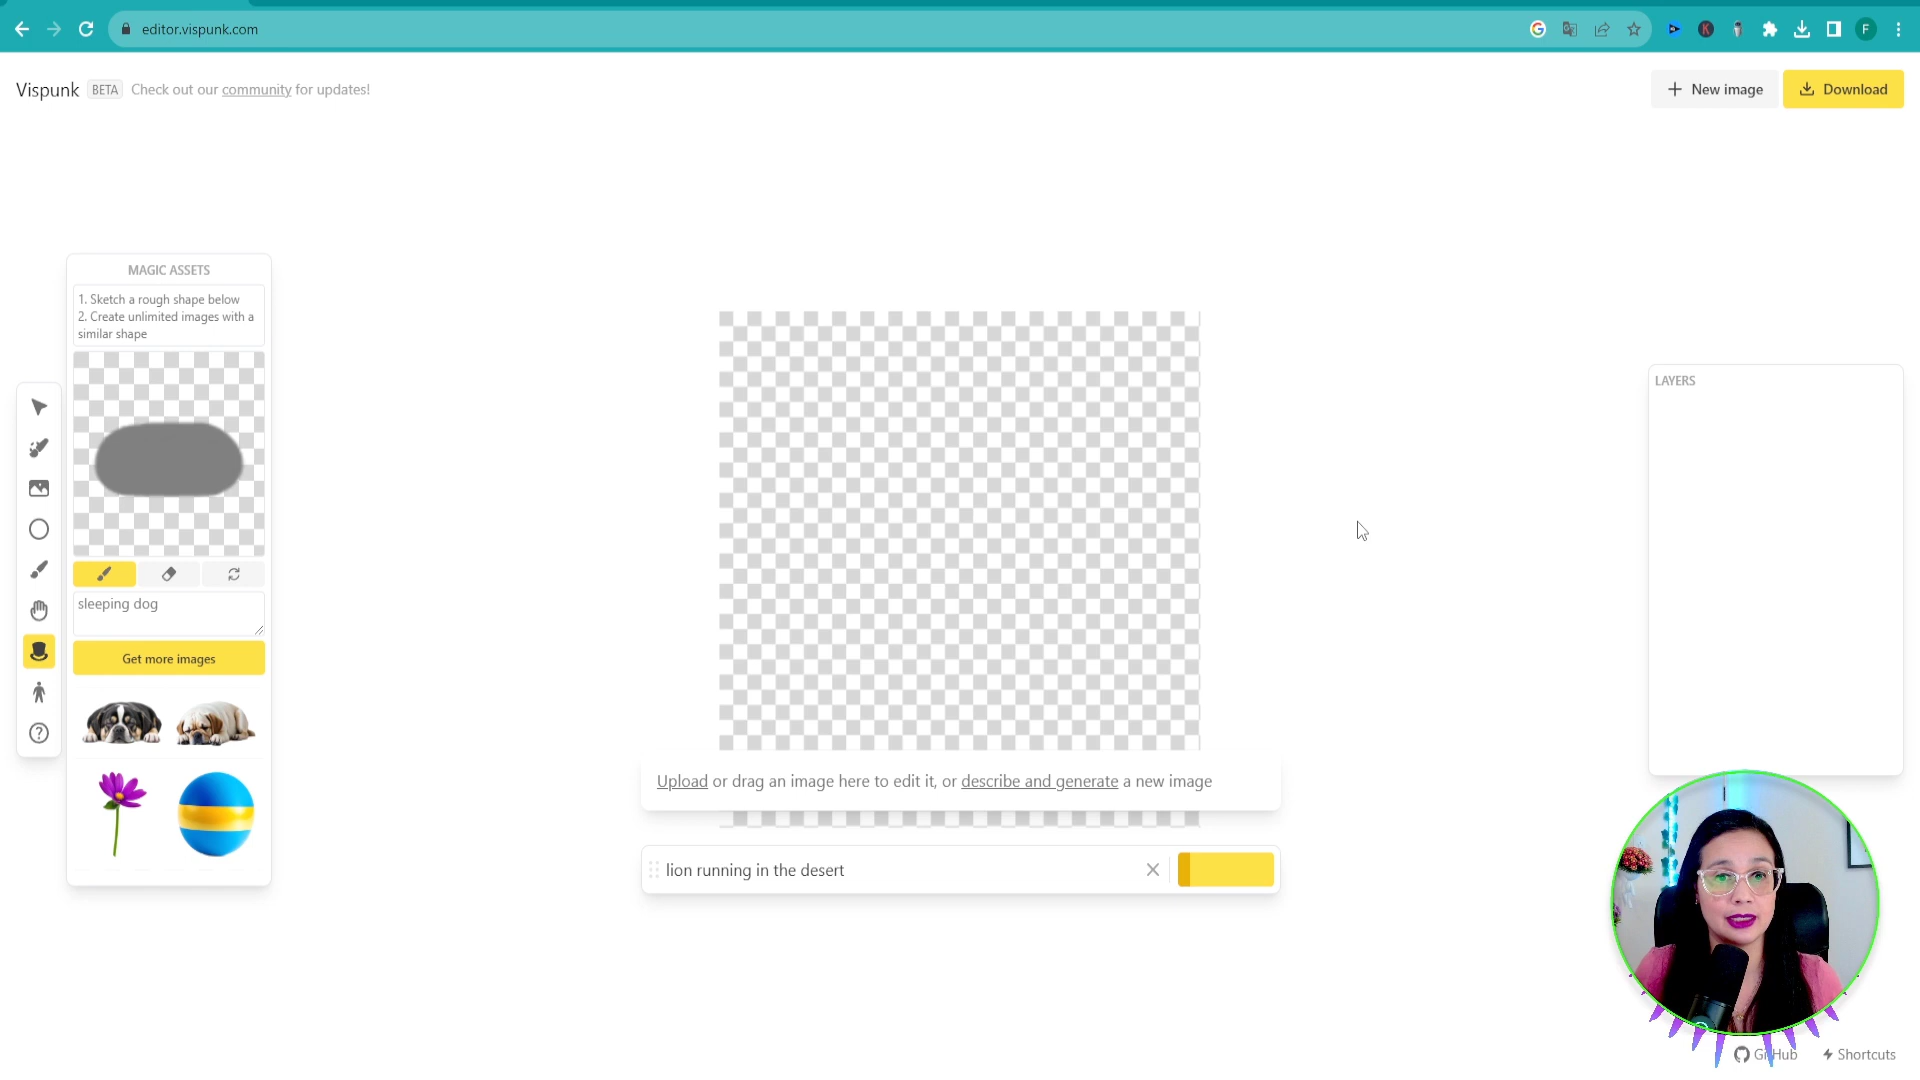 editor.vispunk.com
Vispunk BETA Check out our community for updates!
New image
Download
MAGIC ASSETS
1. Sketch a rough shape below
2. Create unlimited images with a
similar shape
sleeping dog
Get more images
LAYERS
Upload or drag an image here to edit it, or describe and generate a new image
lion running in the desert
GitHub
Shortcuts
K
F